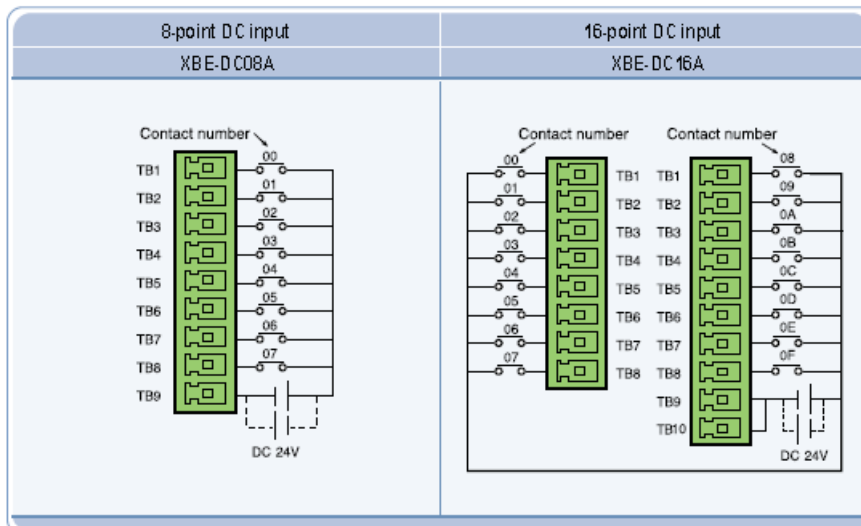 8-point DC input
16-point DC input
XBE-DC08A
XBE-DC16A
Contact number
TB1
00
TB2
01
TB3
02
TB4
03
TB5
04
TB6
05
TB7
06
TB8
07
TB9
DC 24V
Contact number
Contact number
00
TB1
TB1
08
01
TB2
TB2
09
02
TB3
TB3
0A
03
TB4
TB4
0B
04
TB5
TB5
0C
05
TB6
TB6
0D
06
TB7
TB7
0E
07
TB8
TB8
0F
TB9
TB10
DC 24V